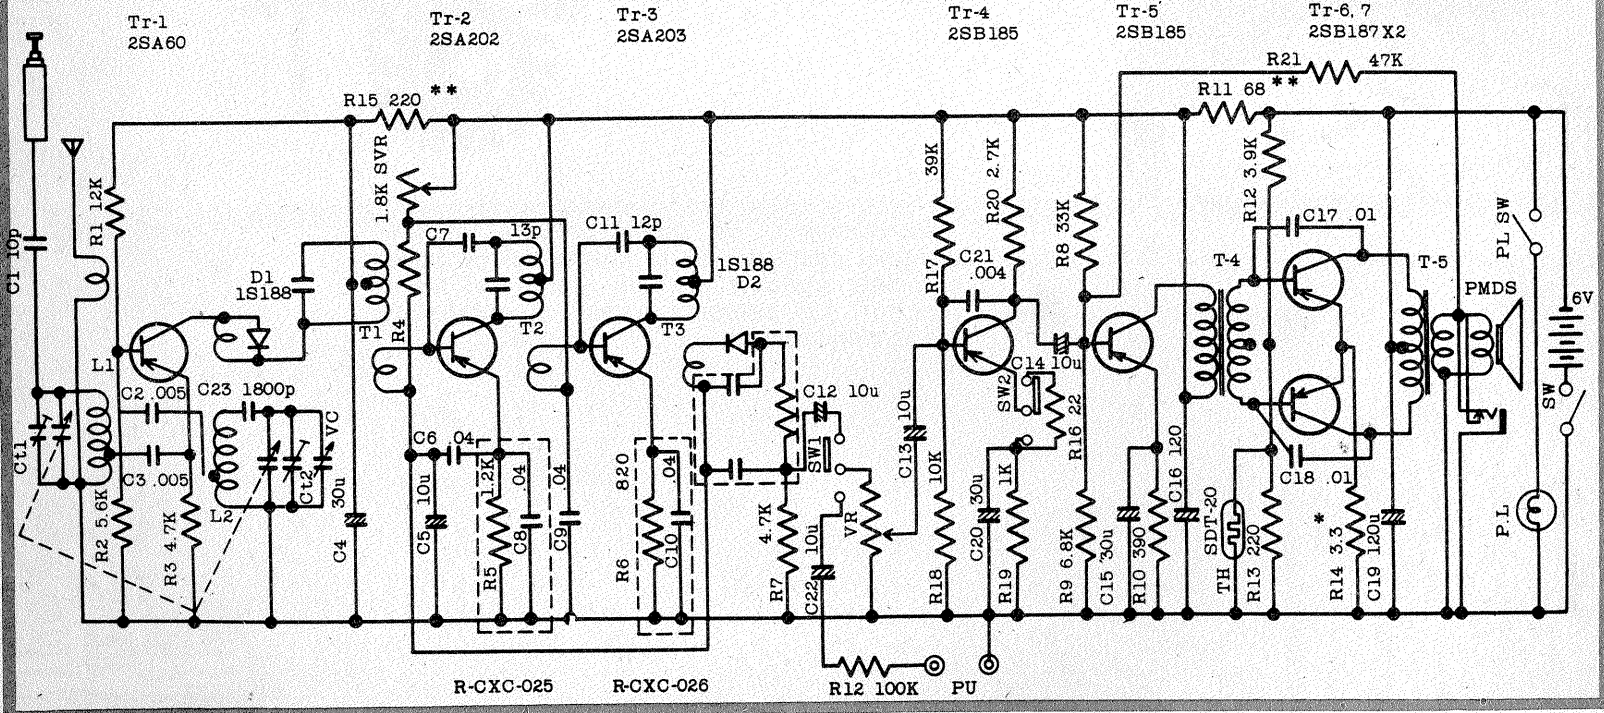 Tr-1
2SA60
Tr-2
2SA202
Tr-3
2SA203
Tr-4
2SB185
Tr-5
2SB185
Tr-6,7
2SB187X2
R21
47K
R11 68
**
R15 220
**
1.8K SVR
39K
R20 2.7K
R12 3.9K
R1 12K
C1 10p
C7
13p
C11 12p
R17
C21
.004
R8 33K
C17 .01
PL SW
D1
1S188
1S188
D2
T-4
T-5
PMDS
6V
T1
R4
T2
T3
L1
C2 .005
C23 1800p
C12 10u
C14 10u
SW2
SW
Ct1
C3 .005
VC
Ct2
L2
C6 .04
1.2K
.04
.04
820
.04
SW1
C13 10u
R16 22
C16 120
C18 .01
R2 5.6K
R3 4.7K
30u
C4
C5 10u
R5
C8
C9
R6
C10
4.7K
R7
10u
C22
VR
10K
R18
30u
C20
1K
R19
R9 6.8K
C15 30u
R10 390
SDT-20
TH
220
R13
*
R14 3.3
C19 120u
P.L
R-CXC-025
R-CXC-026
R12 100K
PU